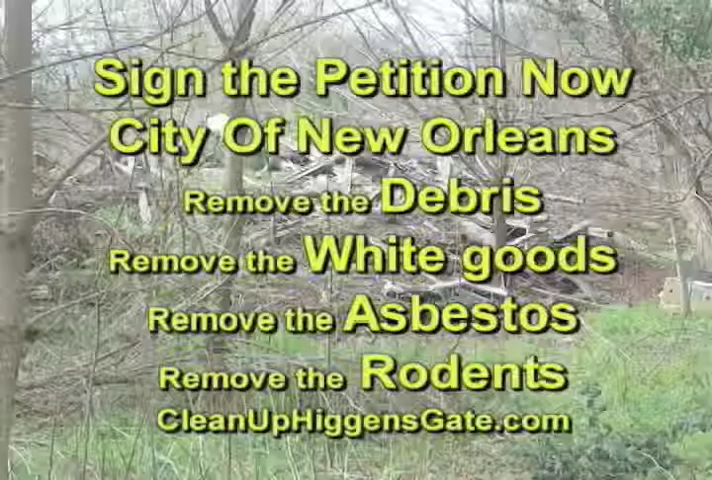 Sign the Petition Now
City Of New Orleans
Remove the Debris
Remove the White goods
Remove the Asbestos
Remove the Rodents
CleanUpHiggensGate.com